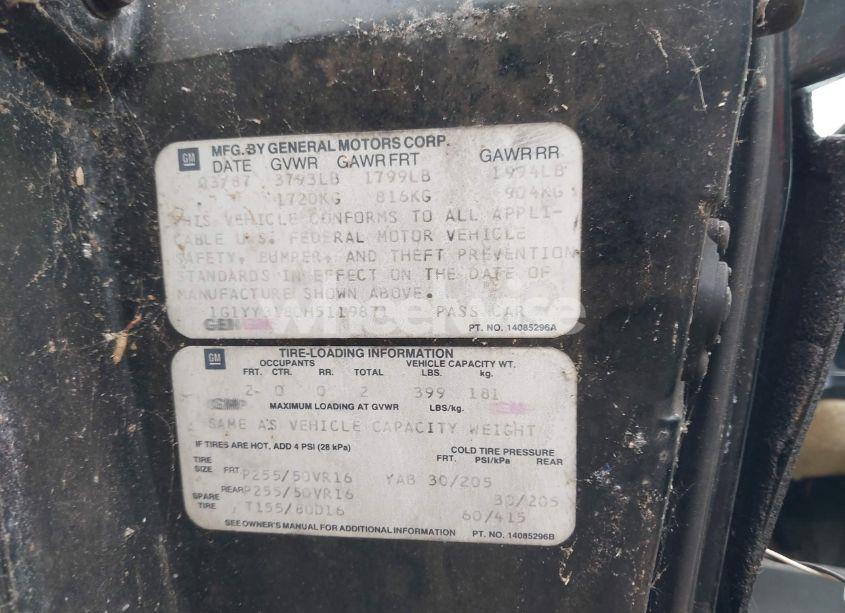 GM MFG. BY GENERAL MOTORS CORP.
DATE GVWR GAWR FRT GAWR RR
03/87 3793LB 1799LB 1994LB
1720KG 816KG 904KG
THIS VEHICLE CONFORMS TO ALL APPLI-
CABLE U.S. FEDERAL MOTOR VEHICLE
SAFETY, BUMPER, AND THEFT PREVENTION
STANDARDS IN EFFECT ON THE DATE OF
MANUFACTURE SHOWN ABOVE.
PASS CAR
PT. NO. 14085296A
GM TIRE-LOADING INFORMATION
OCCUPANTS VEHICLE CAPACITY WT.
FRT. CTR. RR. TOTAL LBS. kg.
2 0 0 2 399 181
MAXIMUM LOADING AT GVWR LBS/kg.
SAME AS VEHICLE CAPACITY WEIGHT
IF TIRES ARE HOT, ADD 4 PSI (28 kPa)
COLD TIRE PRESSURE
TIRE SIZE FRT. PSI/kPa REAR
FRT P255/50VR16 YAB 30/205
REAR P255/50VR16 30/205
SPARE TIRE T155/80D16 60/415
SEE OWNER'S MANUAL FOR ADDITIONAL INFORMATION PT. NO. 14085296B